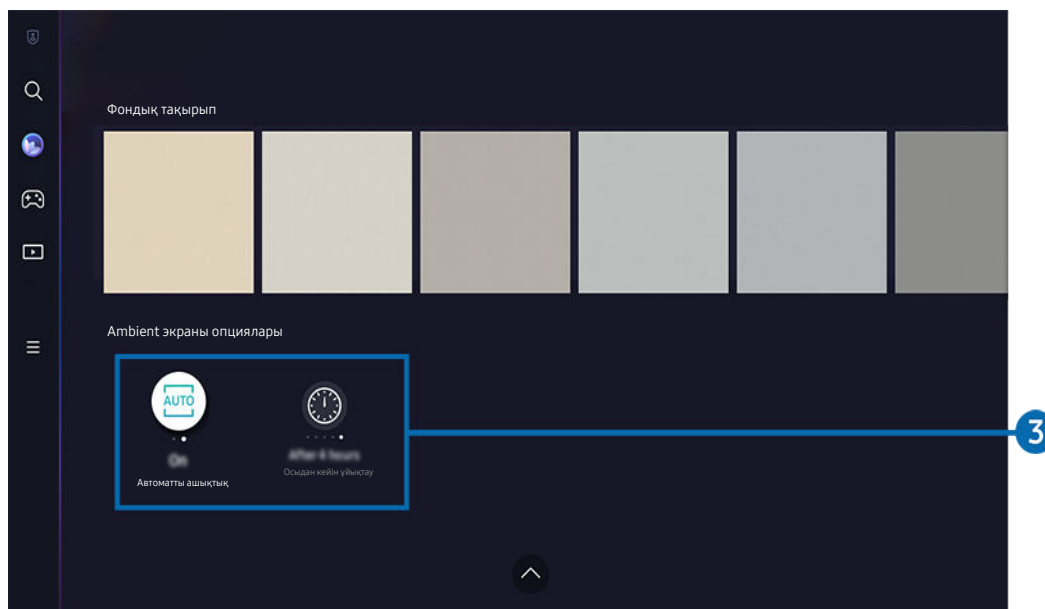 Фондық тақырып
Ambient экраны опциялары
AUTO
On
After 4 hours
Автоматты ашықтық
Осыдан кейін ұйықтау
3